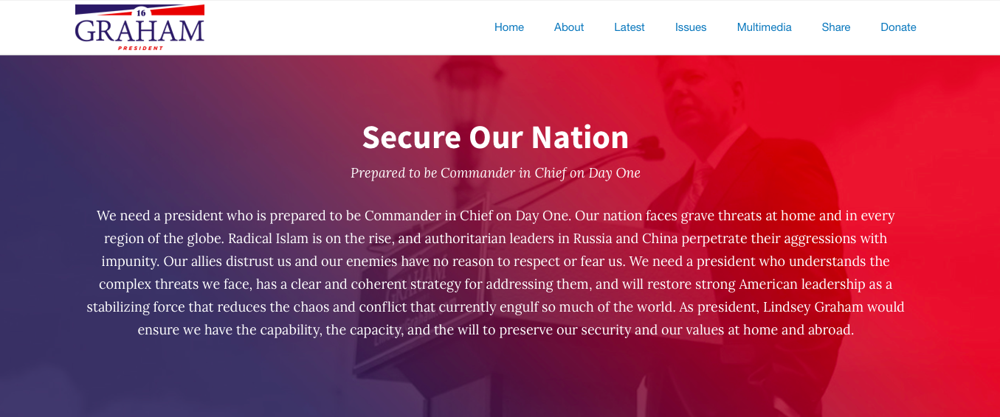 16
GRAHAM
PRESIDENT
Home About Latest Issues Multimedia Share Donate
Secure Our Nation
Prepared to be Commander in Chief on Day One
We need a president who is prepared to be Commander in Chief on Day One. Our nation faces grave threats at home and in every
region of the globe. Radical Islam is on the rise, and authoritarian leaders in Russia and China perpetrate their aggressions with
impunity. Our allies distrust us and our enemies have no reason to respect or fear us. We need a president who understands the
complex threats we face, has a clear and coherent strategy for addressing them, and will restore strong American leadership as a
stabilizing force that reduces the chaos and conflict that currently engulf so much of the world. As president, Lindsey Graham would
ensure we have the capability, the capacity, and the will to preserve our security and our values at home and abroad.
GRAHAM